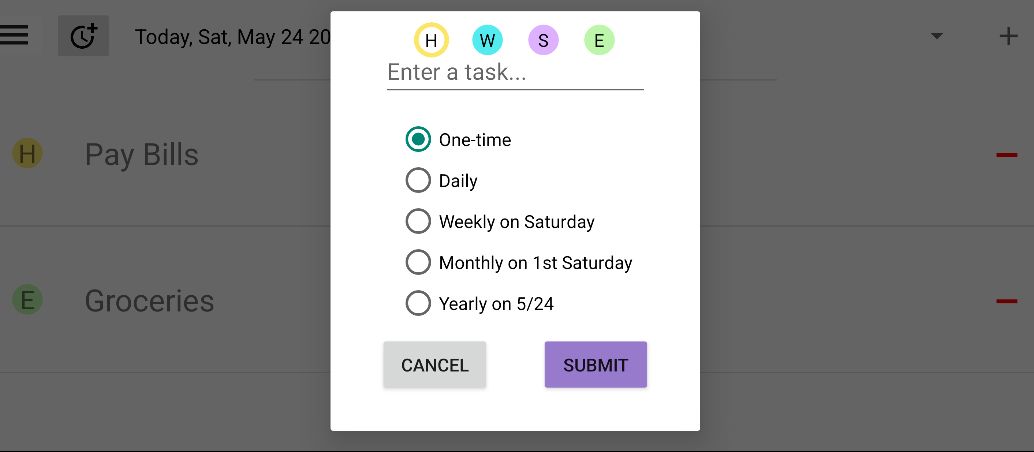 Today, Sat, May 24 20
H W S E
Enter a task...
One-time
H Pay Bills
Daily
Weekly on Saturday
Monthly on 1st Saturday
E Groceries
Yearly on 5/24
CANCEL SUBMIT